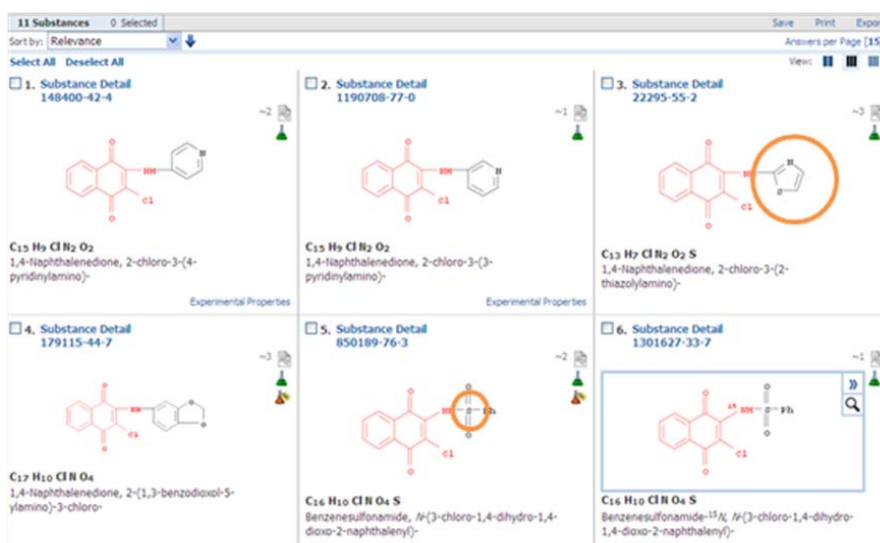 11 Substances 0 Selected Save Print Expor
Sort by: Relevance Answers per Page [15
Select All Deselect All View:
1. Substance Detail
148400-42-4
~2
O
HN
N
Cl
O
C15 H9 Cl N2 O2
1,4-Naphthalenedione, 2-chloro-3-(4-
pyridinylamino)-
Experimental Properties
2. Substance Detail
1190708-77-0
~1
O
NH
N
Cl
O
C15 H9 Cl N2 O2
1,4-Naphthalenedione, 2-chloro-3-(3-
pyridinylamino)-
Experimental Properties
3. Substance Detail
22295-55-2
~3
O
N
S
Cl
O
C13 H7 Cl N2 O2 S
1,4-Naphthalenedione, 2-chloro-3-(2-
thiazolylamino)-
4. Substance Detail
179115-44-7
~3
O
HN
O
O
Cl
O
C17 H10 Cl N O4
1,4-Naphthalenedione, 2-(1,3-benzodioxol-5-
ylamino)-3-chloro-
5. Substance Detail
850189-76-3
~2
O
O
S
O
Cl
O
C16 H10 Cl N O4 S
Benzenesulfonamide, N-(3-chloro-1,4-dihydro-1,4-
dioxo-2-naphthalenyl)-
6. Substance Detail
1301627-33-7
~1
O
O
15
NH S Ph
O
Cl
O
C16 H10 Cl N O4 S
Benzenesulfonamide-15N, N-(3-chloro-1,4-dihydro-
1,4-dioxo-2-naphthalenyl)-